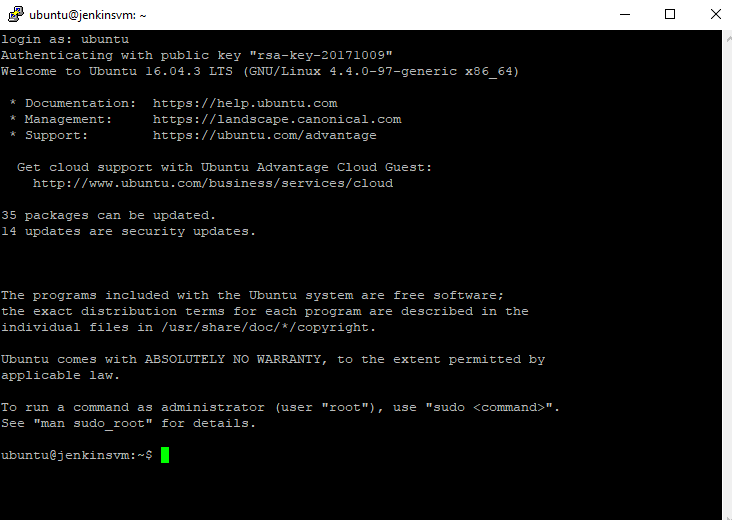 ubuntu@jenkinsvm: ~
login as: ubuntu
Authenticating with public key "rsa-key-20171009"
Welcome to Ubuntu 16.04.3 LTS (GNU/Linux 4.4.0-97-generic x86_64)
* Documentation:  https://help.ubuntu.com
* Management:     https://landscape.canonical.com
* Support:        https://ubuntu.com/advantage
Get cloud support with Ubuntu Advantage Cloud Guest:
http://www.ubuntu.com/business/services/cloud
35 packages can be updated.
14 updates are security updates.
The programs included with the Ubuntu system are free software;
the exact distribution terms for each program are described in the
individual files in /usr/share/doc/*/copyright.
Ubuntu comes with ABSOLUTELY NO WARRANTY, to the extent permitted by
applicable law.
To run a command as administrator (user "root"), use "sudo <command>".
See "man sudo_root" for details.
ubuntu@jenkinsvm:~$